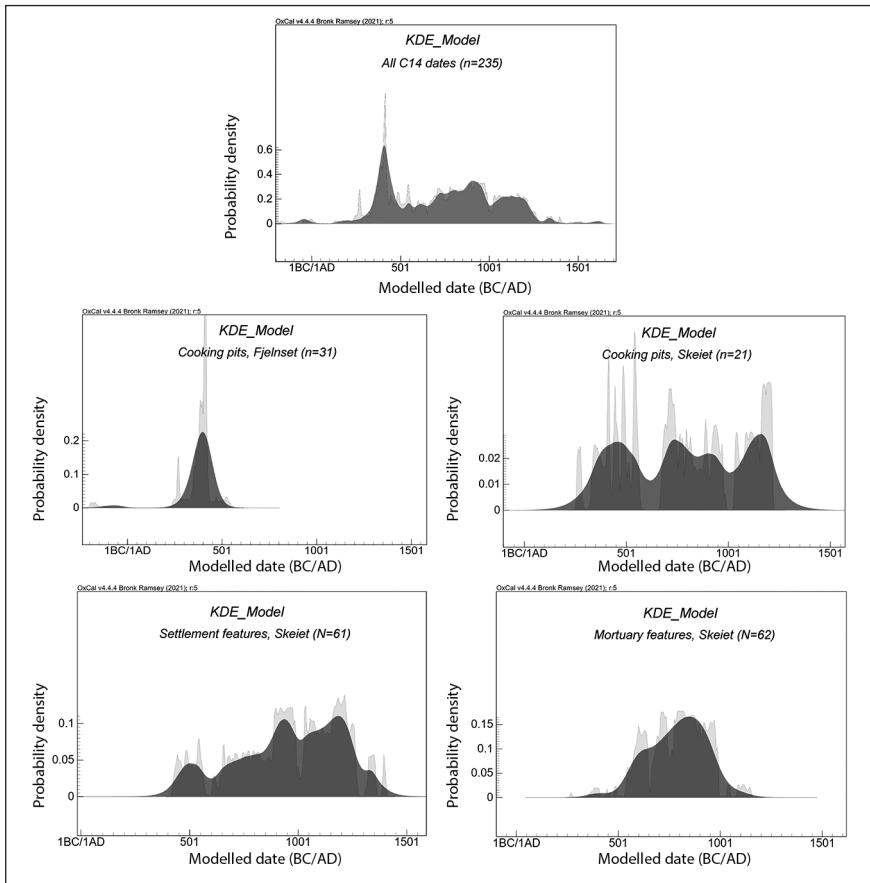 OxCal v4.4.4 Bronk Ramsey (2021); r:5
KDE_Model
All C14 dates (n=235)
Probability density
0.6
0.4
0.2
0
1BC/1AD 501 1001 1501
Modelled date (BC/AD)
OxCal v4.4.4 Bronk Ramsey (2021); r:5
KDE_Model
Cooking pits, Fjelnset (n=31)
Probability density
0.2
0.1
0
1BC/1AD 501 1001 1501
Modelled date (BC/AD)
OxCal v4.4.4 Bronk Ramsey (2021); r:5
KDE_Model
Cooking pits, Skeiet (n=21)
Probability density
0.02
0.01
0
1BC/1AD 501 1001 1501
Modelled date (BC/AD)
OxCal v4.4.4 Bronk Ramsey (2021); r:5
KDE_Model
Settlement features, Skeiet (N=61)
Probability density
0.1
0.05
0
1BC/1AD 501 1001 1501
Modelled date (BC/AD)
OxCal v4.4.4 Bronk Ramsey (2021); r:5
KDE_Model
Mortuary features, Skeiet (N=62)
Probability density
0.15
0.1
0.05
0
1BC/1AD 501 1001 1501
Modelled date (BC/AD)